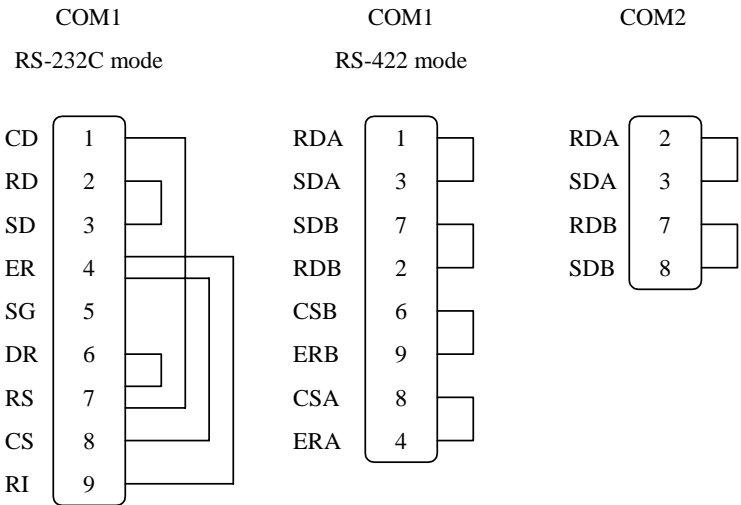 COM1
RS-232C mode
CD 1
RD 2
SD 3
ER 4
SG 5
DR 6
RS 7
CS 8
RI 9
COM1
RS-422 mode
RDA 1
SDA 3
SDB 7
RDB 2
CSB 6
ERB 9
CSA 8
ERA 4
COM2
RDA 2
SDA 3
RDB 7
SDB 8